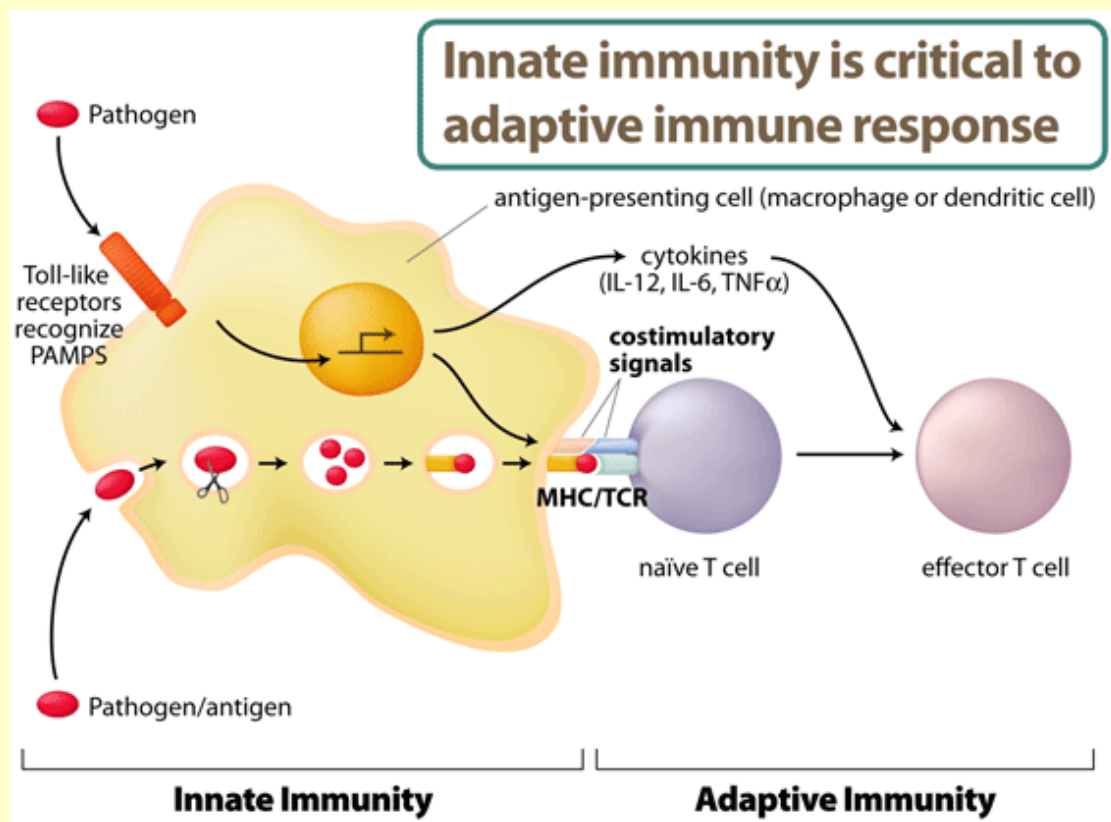 Innate immunity is critical to
adaptive immune response
Pathogen
antigen-presenting cell (macrophage or dendritic cell)
Toll-like
receptors
recognize
PAMPS
cytokines
(IL-12, IL-6, TNFα)
costimulatory
signals
MHC/TCR
naïve T cell
effector T cell
Pathogen/antigen
Innate Immunity
Adaptive Immunity